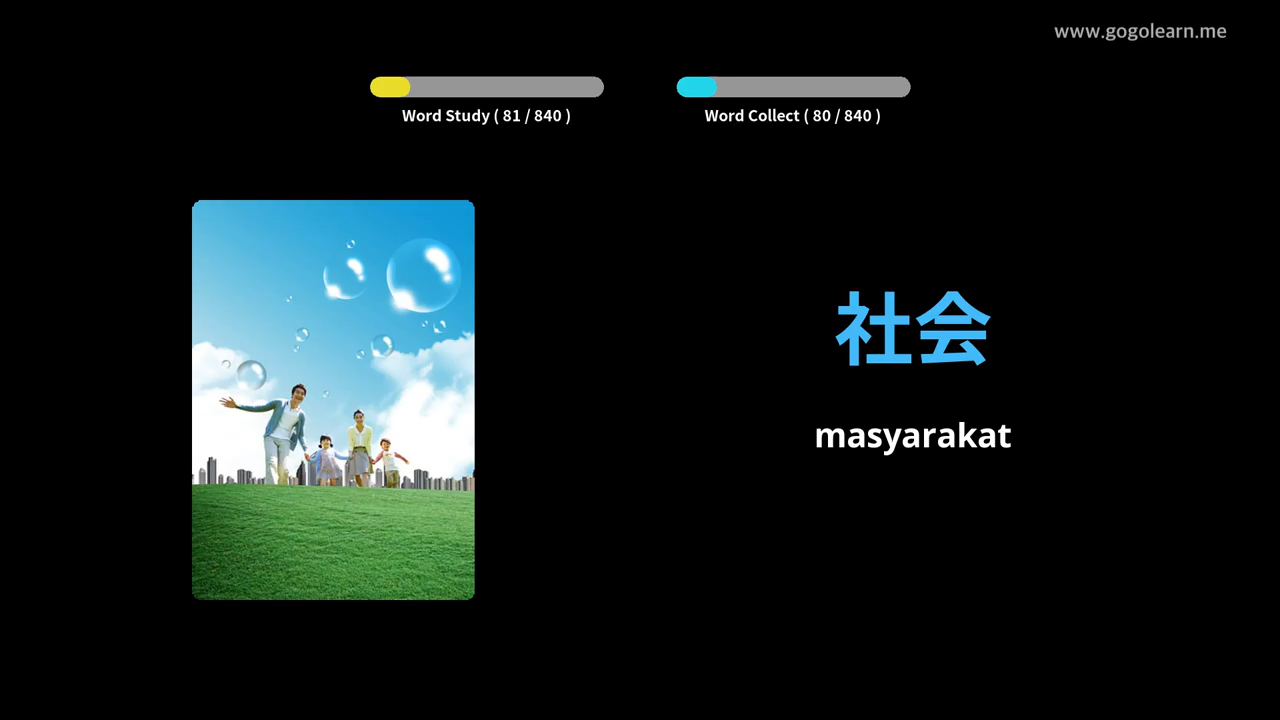 www.gogolearn.me
Word Study ( 81 / 840 )
Word Collect ( 80 / 840 )
社会
masyarakat